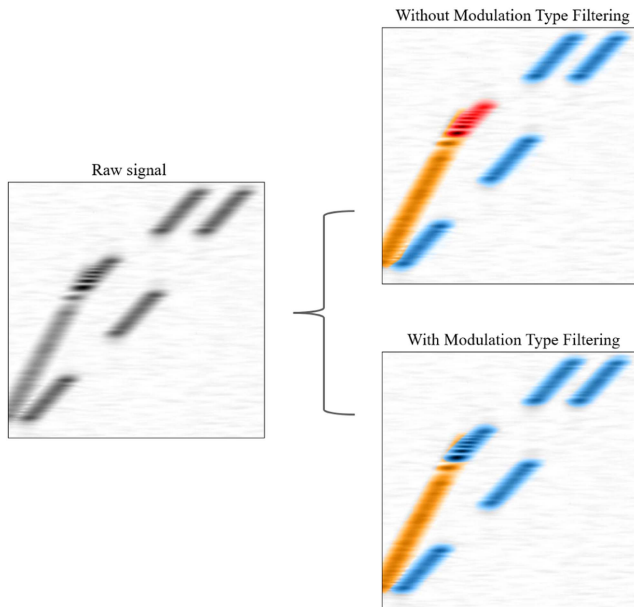 Without Modulation Type Filtering
Raw signal
With Modulation Type Filtering